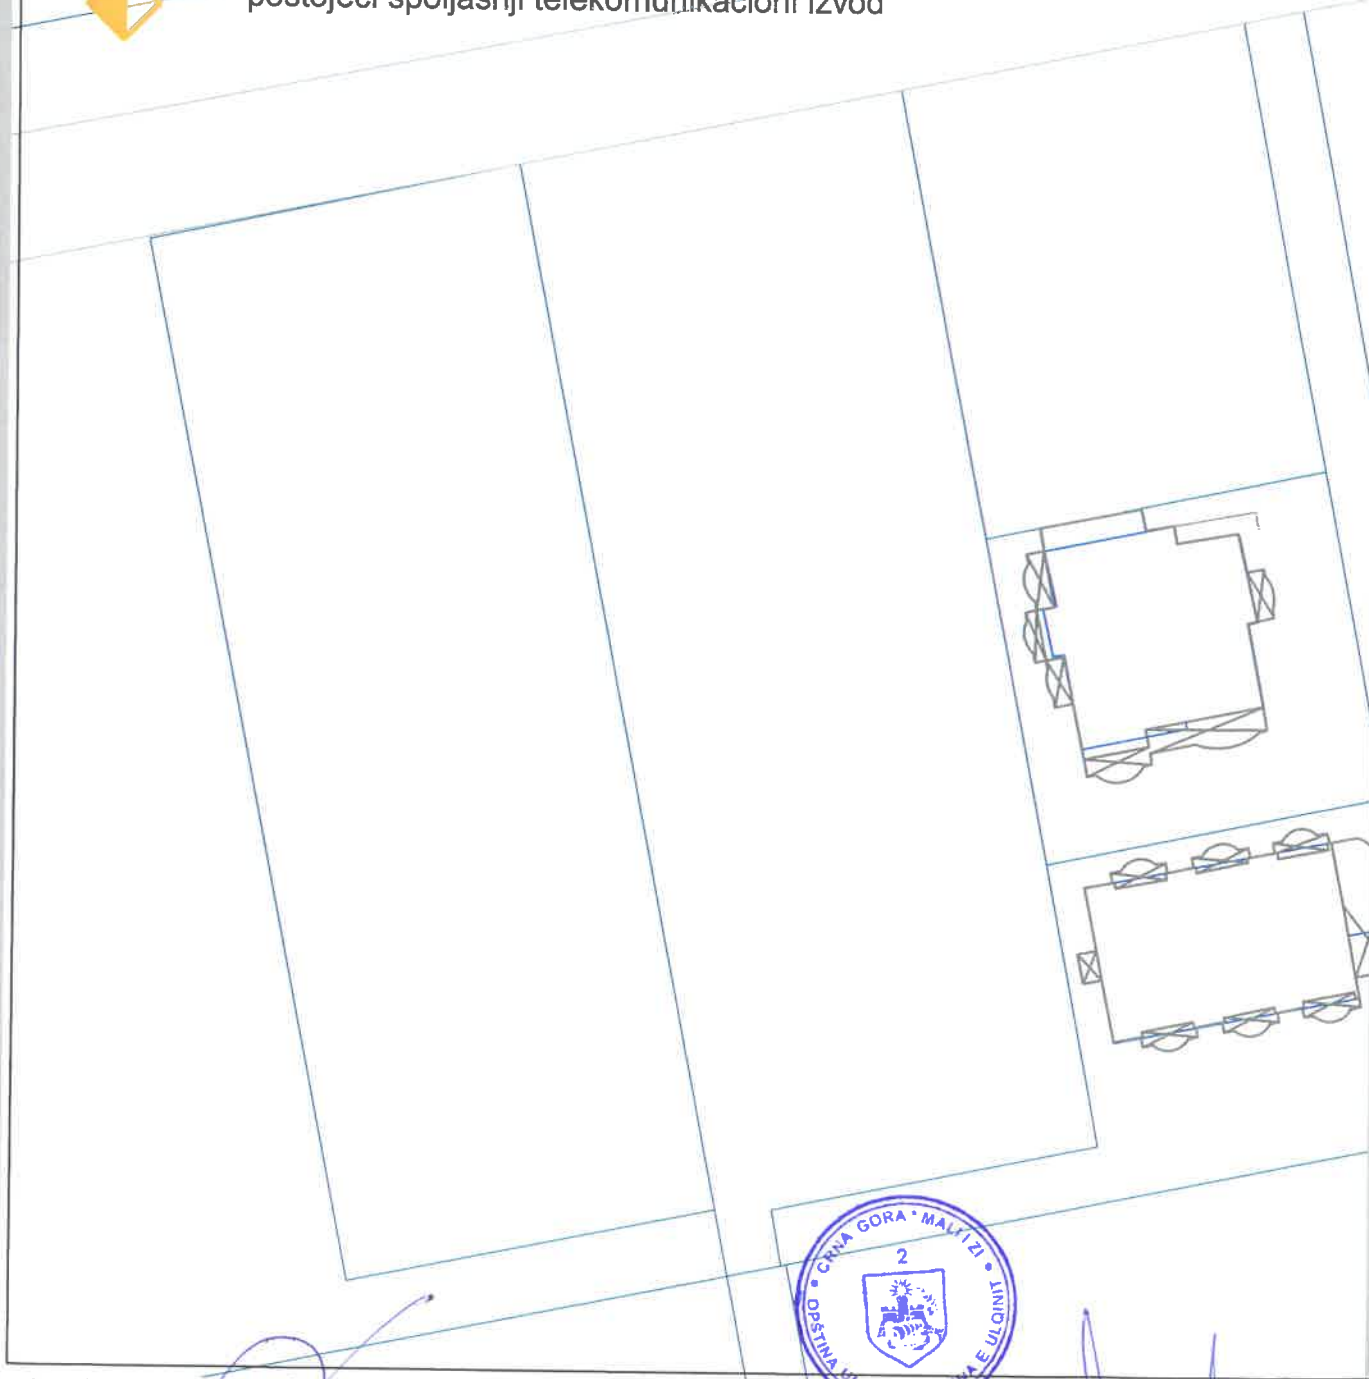 postojeći spoljašnji telekomunikacioni izvod
CRNA GORA * MALI I ZI
2
OPŠTINA
E ULQINIT